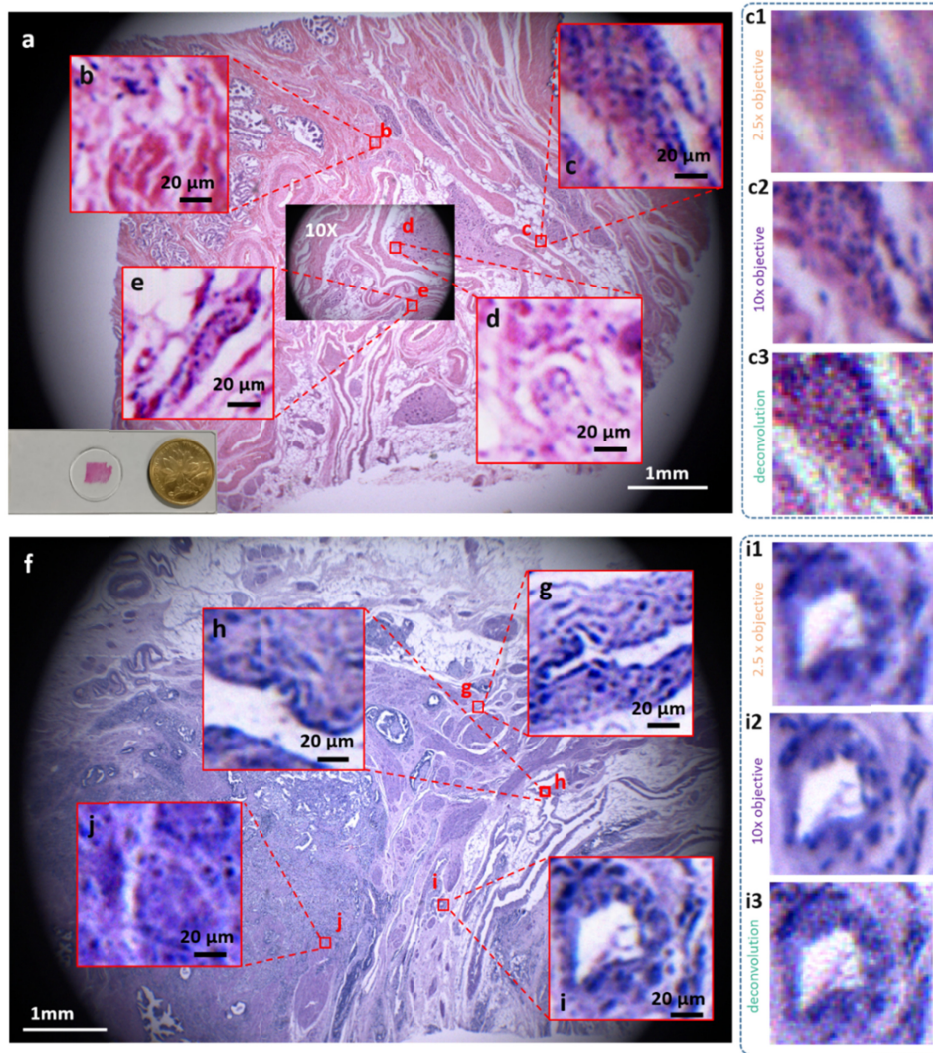 a
b
20 µm
b
c
20 µm
10X
d
c
e
20 µm
e
d
20 µm
1mm
c1
2.5x objective
c2
10x objective
c3
deconvolution
f
h
20 µm
g
20 µm
g
h
j
20 µm
j
i
i
20 µm
1mm
i1
2.5 x objective
i2
10x objective
i3
deconvolution